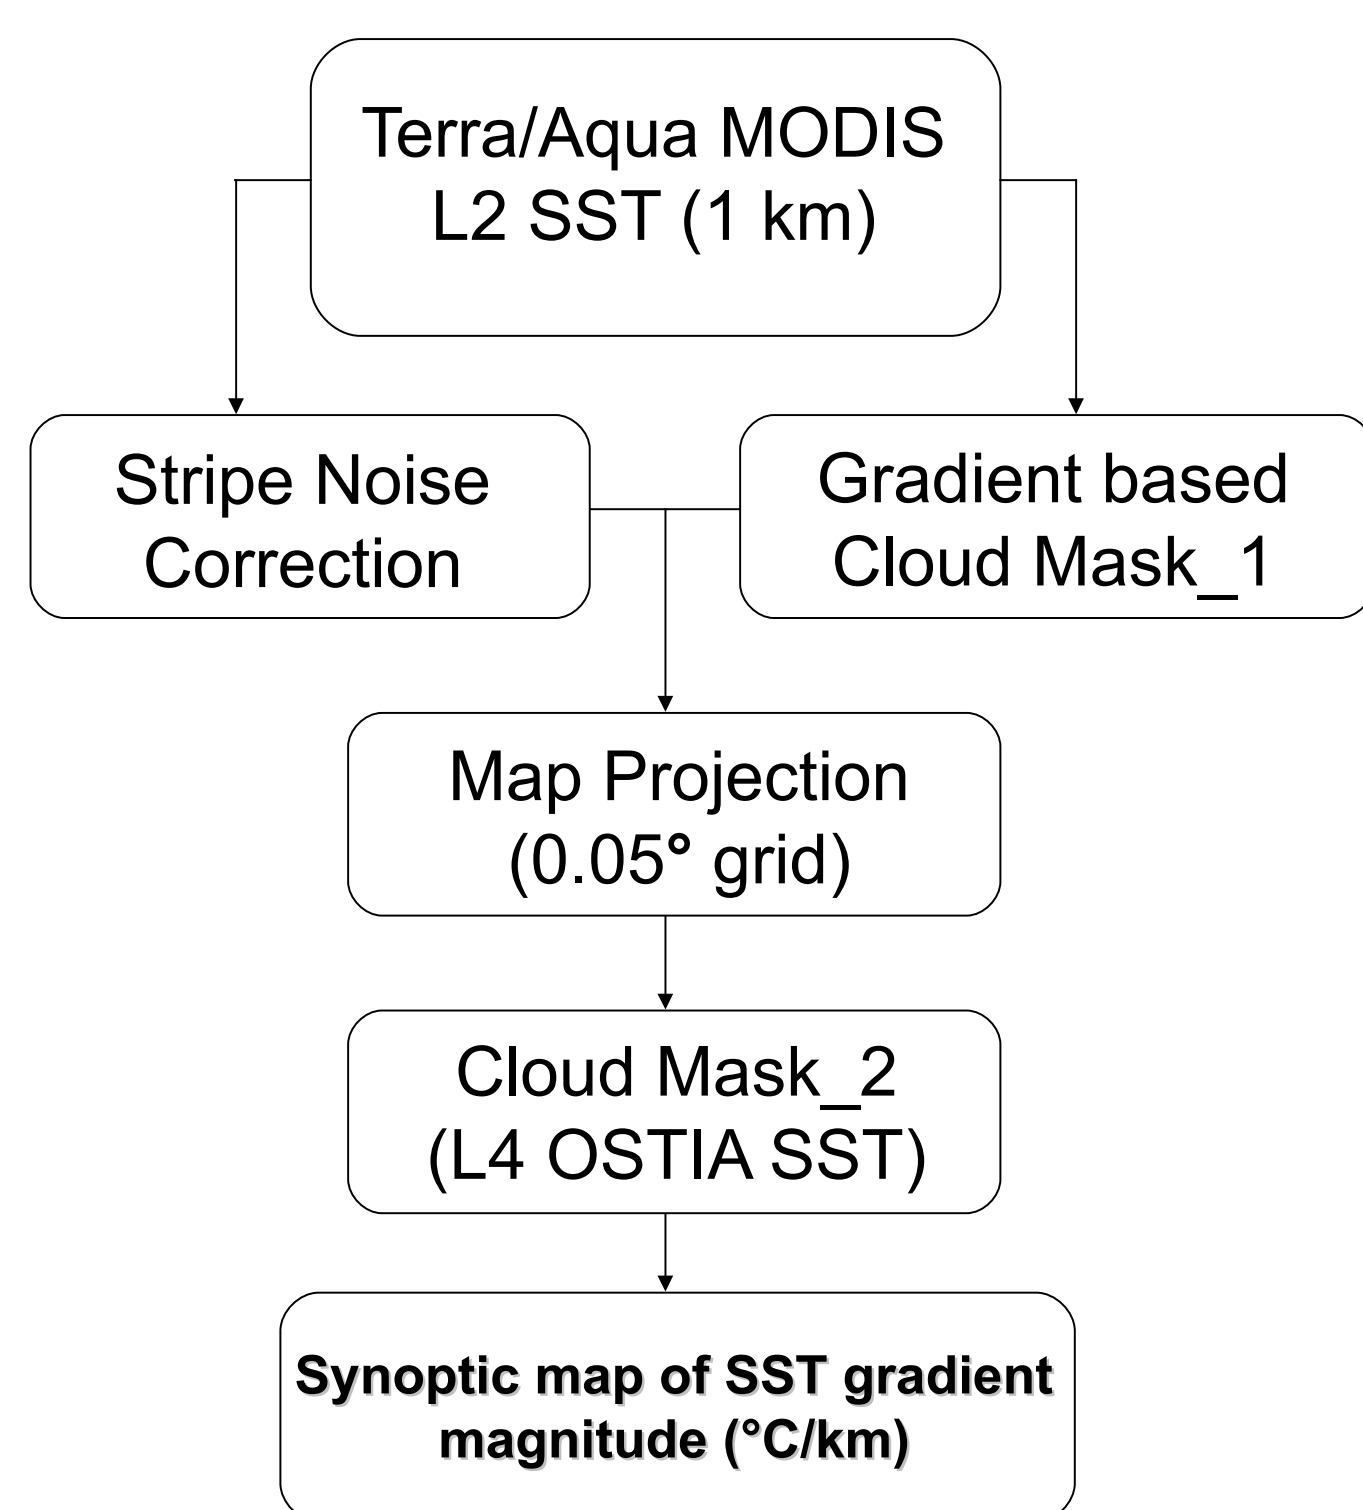 Terra/Aqua MODIS
L2 SST (1 km)
Stripe Noise
Correction
Gradient based
Cloud Mask_1
Map Projection
(0.05° grid)
Cloud Mask_2
(L4 OSTIA SST)
Synoptic map of SST gradient
magnitude (°C/km)